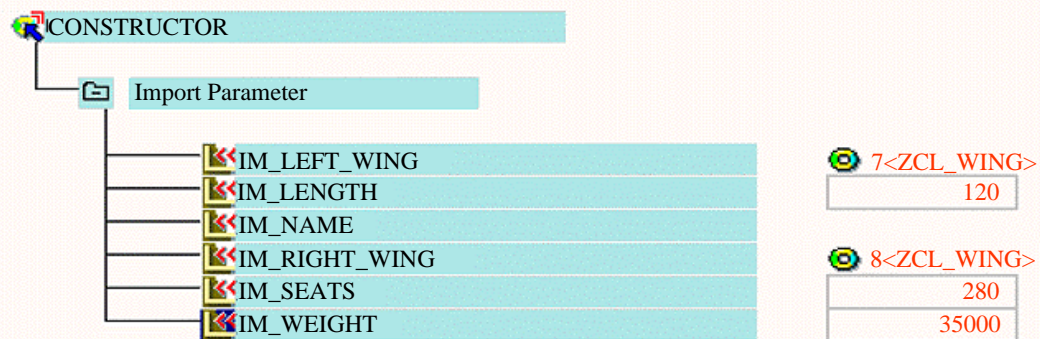 CONSTRUCTOR
Import Parameter
IM_LEFT_WING 7<ZCL_WING>
IM_LENGTH 120
IM_NAME
IM_RIGHT_WING 8<ZCL_WING>
IM_SEATS 280
IM_WEIGHT 35000